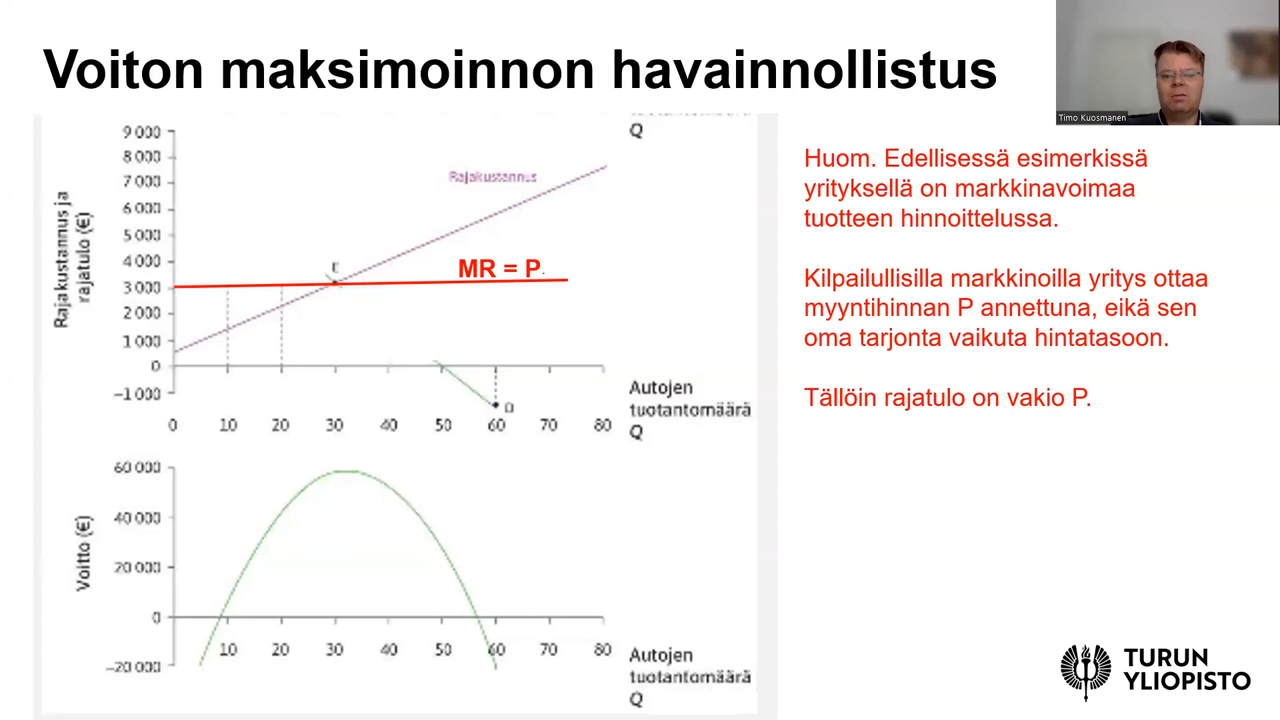 Voiton maksimoinnon havainnollistus
Timo Kuosmanen
Q
Rajakustannus ja
rajatulo (€)
9 000
8 000
7 000
6 000
5 000
4 000
3 000
2 000
1 000
0
−1 000
Rajakustannus
E
MR = P
D
0 10 20 30 40 50 60 70 80
Autojen
tuotantomäärä
Q
Voitto (€)
60 000
40 000
20 000
0
−20 000
10 20 30 40 50 60 70 80
Autojen
tuotantomäärä
Q
Huom. Edellisessä esimerkissä
yrityksellä on markkinavoimaa
tuotteen hinnoittelussa.
Kilpailullisilla markkinoilla yritys ottaa
myyntihinnan P annettuna, eikä sen
oma tarjonta vaikuta hintatasoon.
Tällöin rajatulo on vakio P.
TURUN
YLIOPISTO